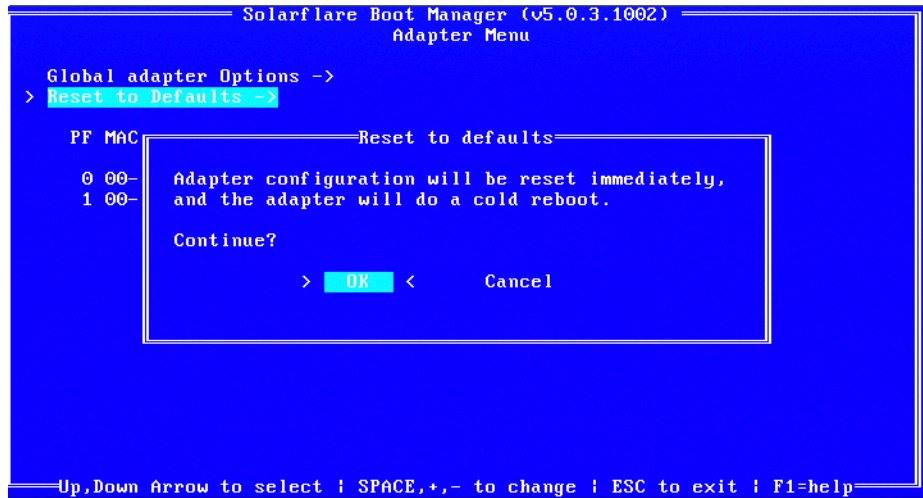 Solarflare Boot Manager (v5.0.3.1002)
Adapter Menu
Global adapter Options ->
> Reset to Defaults ->
PF MAC
Reset to defaults
0 00-
1 00-
Adapter configuration will be reset immediately,
and the adapter will do a cold reboot.
Continue?
> OK < Cancel
Up,Down Arrow to select ¦ SPACE,+,- to change ¦ ESC to exit ¦ F1=help